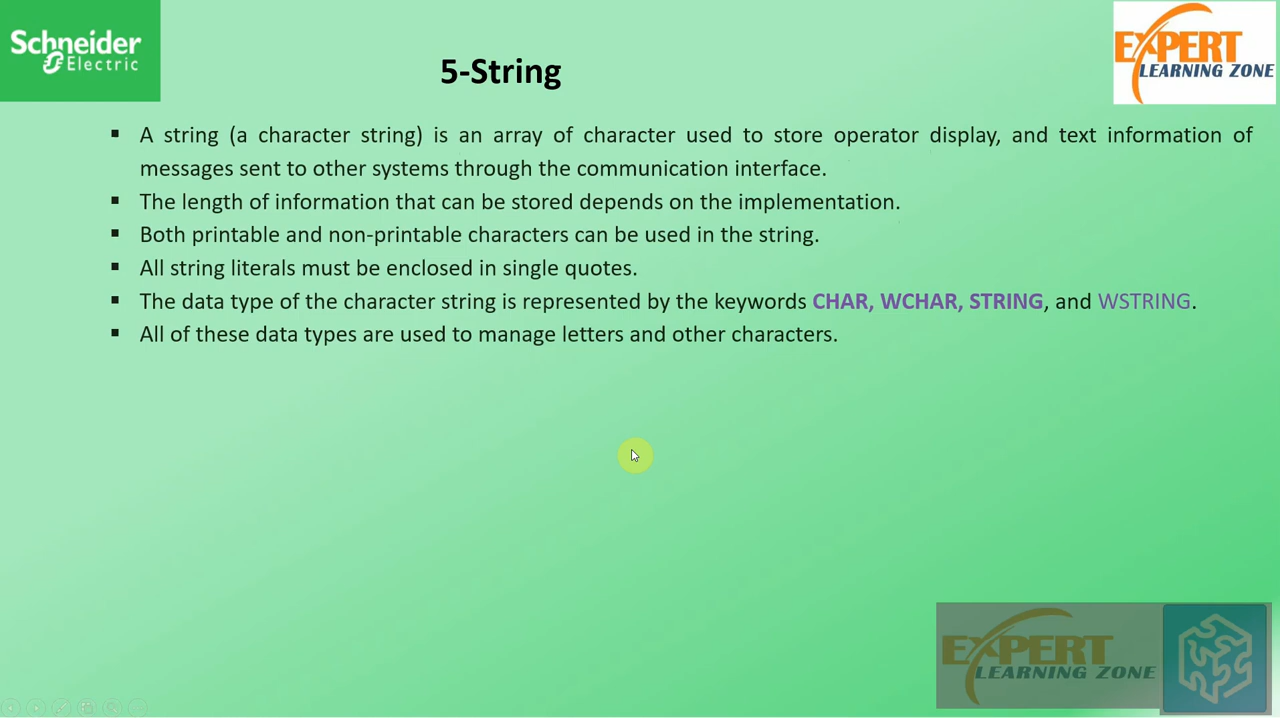 Schneider
Electric
EXPERT
LEARNING ZONE
5-String
▪ A string (a character string) is an array of character used to store operator display, and text information of
messages sent to other systems through the communication interface.
▪ The length of information that can be stored depends on the implementation.
▪ Both printable and non-printable characters can be used in the string.
▪ All string literals must be enclosed in single quotes.
▪ The data type of the character string is represented by the keywords CHAR, WCHAR, STRING, and WSTRING.
▪ All of these data types are used to manage letters and other characters.
EXPERT
LEARNING ZONE